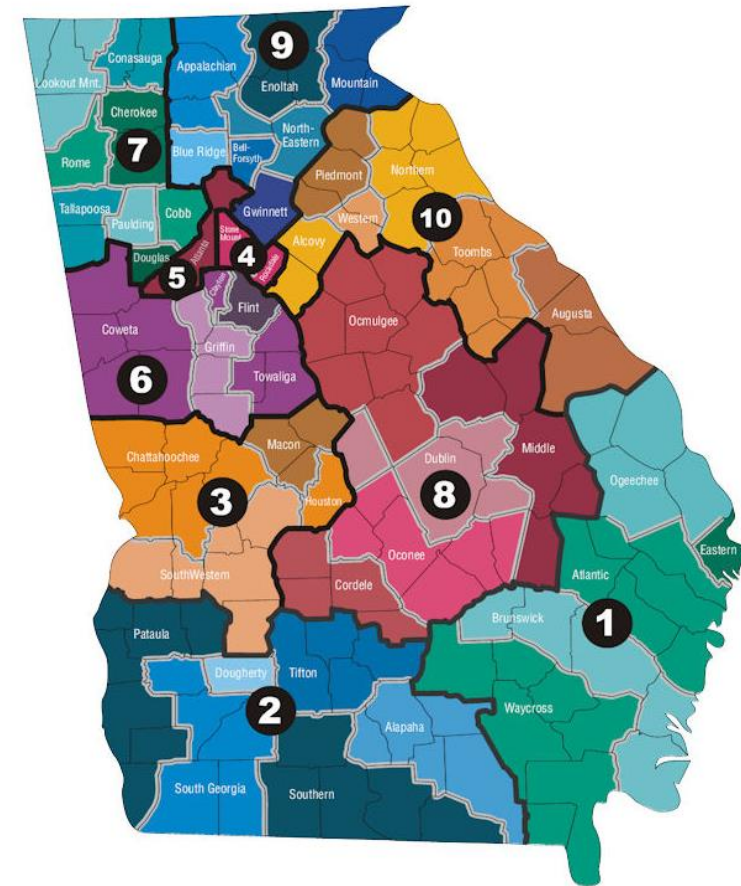 9
Conasauga
Lookout Mnt.
Appalachian
Enoltah
Mountain
Cherokee
7
North-
Eastern
Blue Ridge
Bell-
Forsyth
Rome
Piedmont
Northern
Tallapoosa
Paulding
Cobb
Gwinnett
Western
10
Stone
Mount
Atlanta
4
Rockdale
Alcovy
Toombs
Douglas
5
Clayton
Flint
Augusta
Coweta
Griffin
Ocmulgee
6
Towaliga
Macon
Chattahoochee
Dublin
Middle
3
Houston
8
Ogeechee
SouthWestern
Oconee
Eastern
Cordele
Atlantic
Pataula
Brunswick
1
Dougherty
Tifton
2
Waycross
Alapaha
South Georgia
Southern